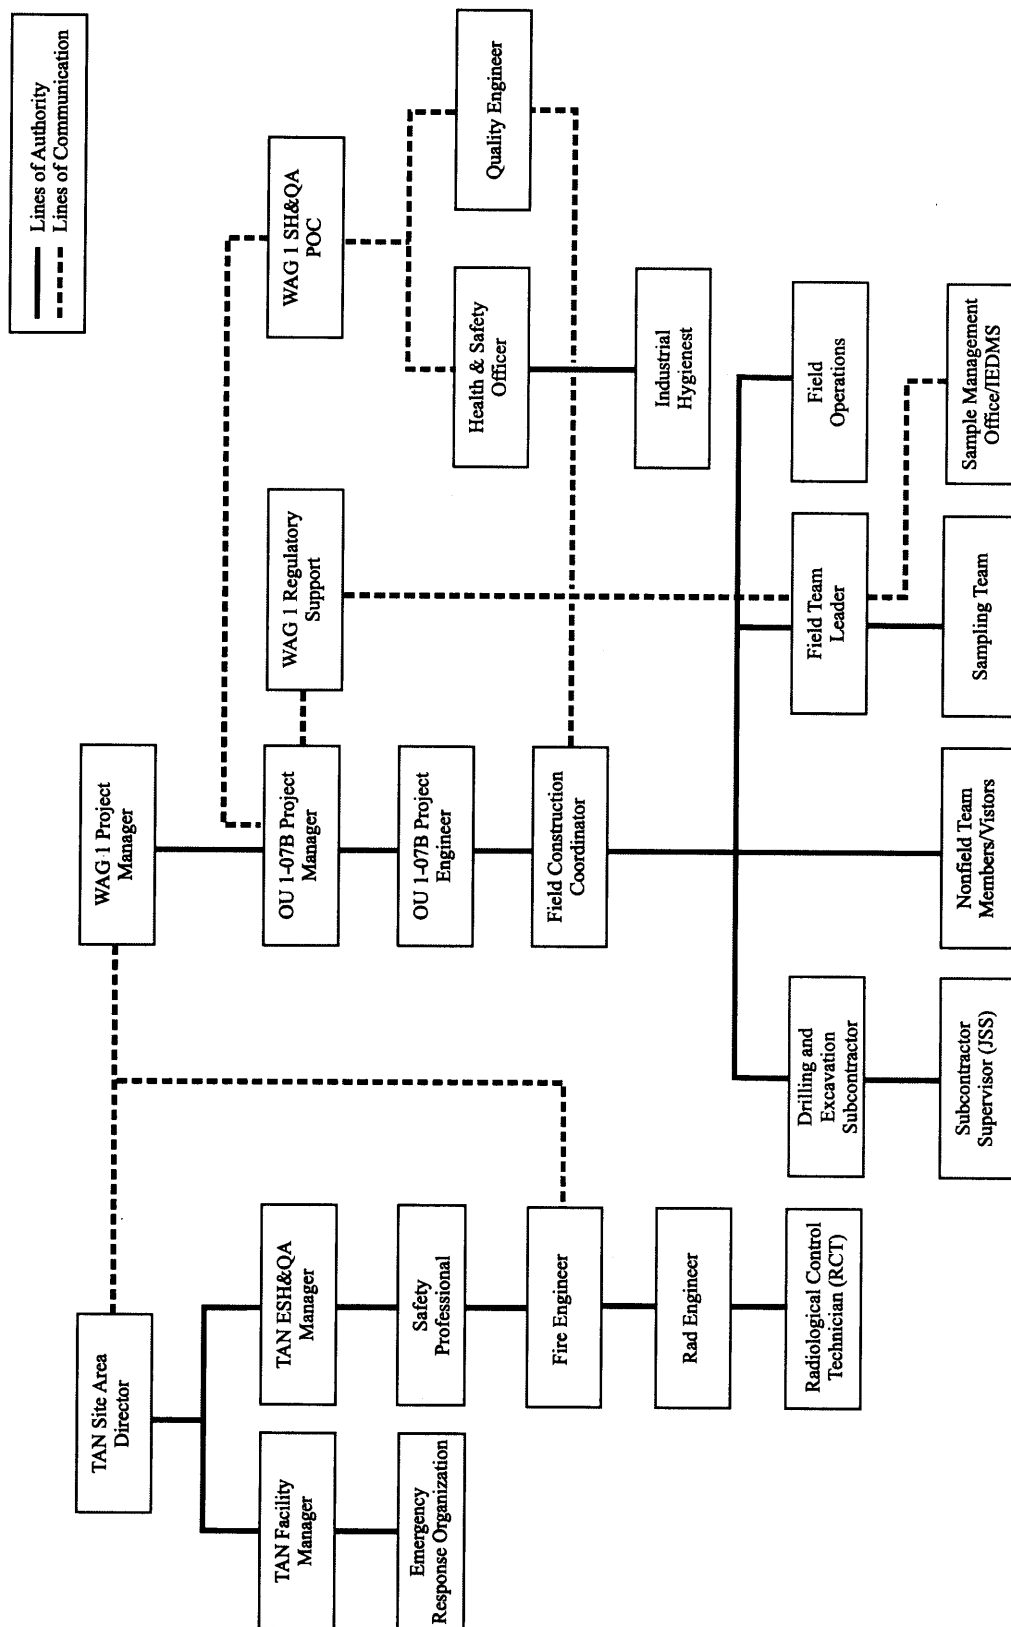 Lines of Authority
Lines of Communication
TAN Site Area
Director
WAG 1 Project
Manager
TAN Facility
Manager
TAN ESH&QA
Manager
OU 1-07B Project
Manager
WAG 1 Regulatory
Support
WAG 1 SH&QA
POC
Emergency
Response Organization
Safety
Professional
OU 1-07B Project
Engineer
Health & Safety
Officer
Quality Engineer
Fire Engineer
Field Construction
Coordinator
Rad Engineer
Industrial
Hygienest
Radiological Control
Technician (RCT)
Drilling and
Excavation
Subcontractor
Field Team
Leader
Field
Operations
Subcontractor
Supervisor (JSS)
Nonfield Team
Members/Vistors
Sampling Team
Sample Management
Office/IEDMS